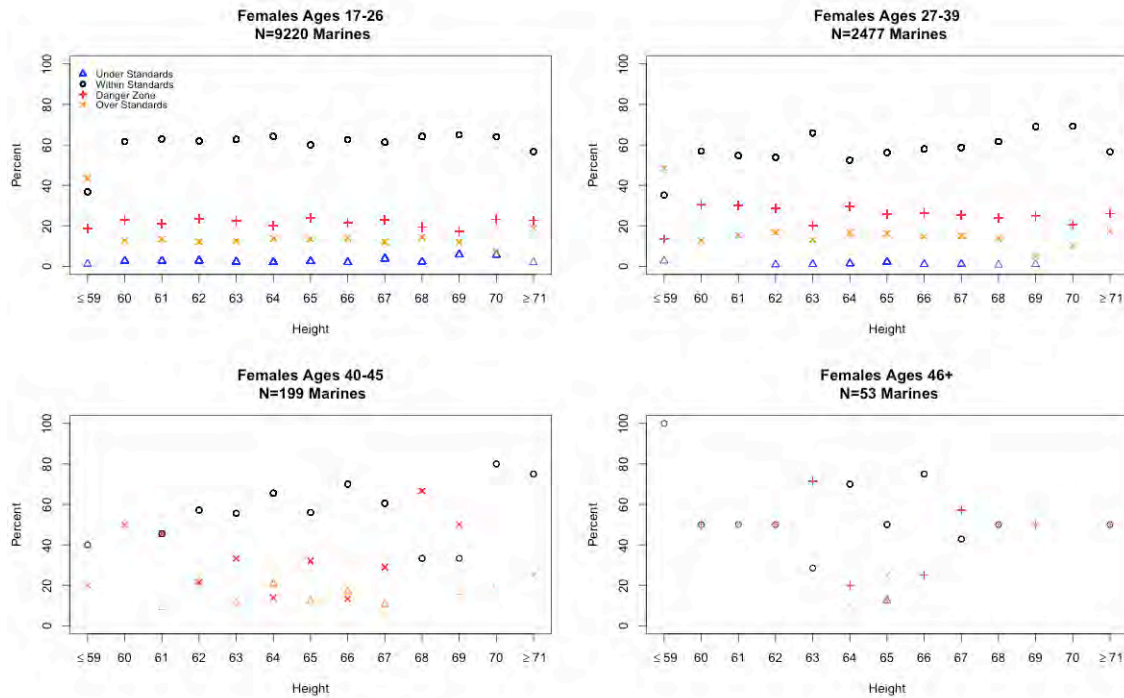 Females Ages 17-26
N=9220 Marines
100
80
60
40
20
0
Percent
Under Standards
Within Standards
Danger Zone
Over Standards
≤ 59 60 61 62 63 64 65 66 67 68 69 70 ≥ 71
Height
Females Ages 27-39
N=2477 Marines
100
80
60
40
20
0
Percent
≤ 59 60 61 62 63 64 65 66 67 68 69 70 ≥ 71
Height
Females Ages 40-45
N=199 Marines
100
80
60
40
20
0
Percent
≤ 59 60 61 62 63 64 65 66 67 68 69 70 ≥ 71
Height
Females Ages 46+
N=53 Marines
100
80
60
40
20
0
Percent
≤ 59 60 61 62 63 64 65 66 67 68 69 70 ≥ 71
Height